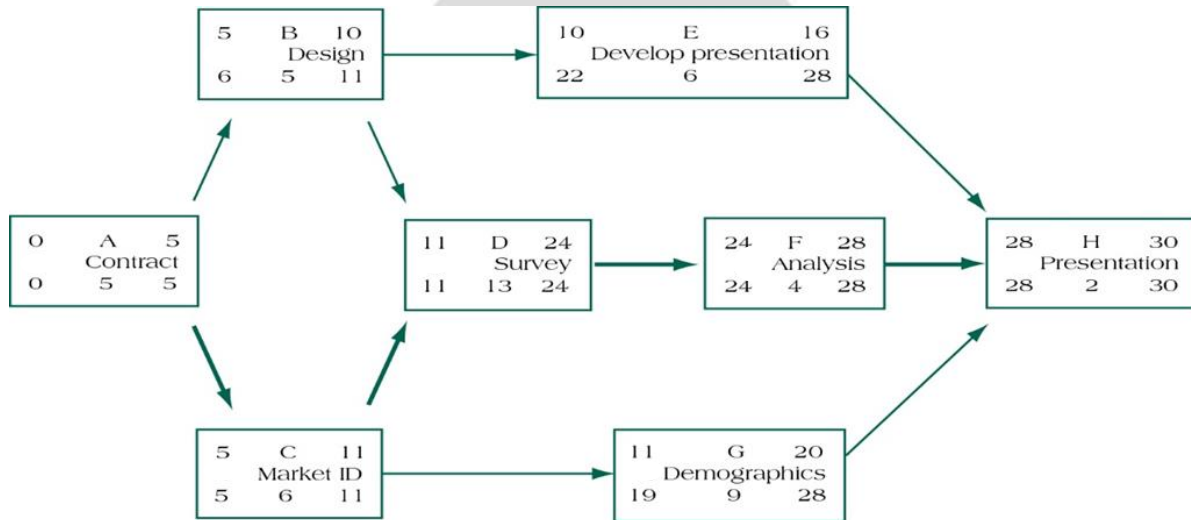 5 B 10
Design
6 5 11
10 E 16
Develop presentation
22 6 28
0 A 5
Contract
0 5 5
11 D 24
Survey
11 13 24
24 F 28
Analysis
24 4 28
28 H 30
Presentation
28 2 30
5 C 11
Market ID
5 6 11
11 G 20
Demographics
19 9 28